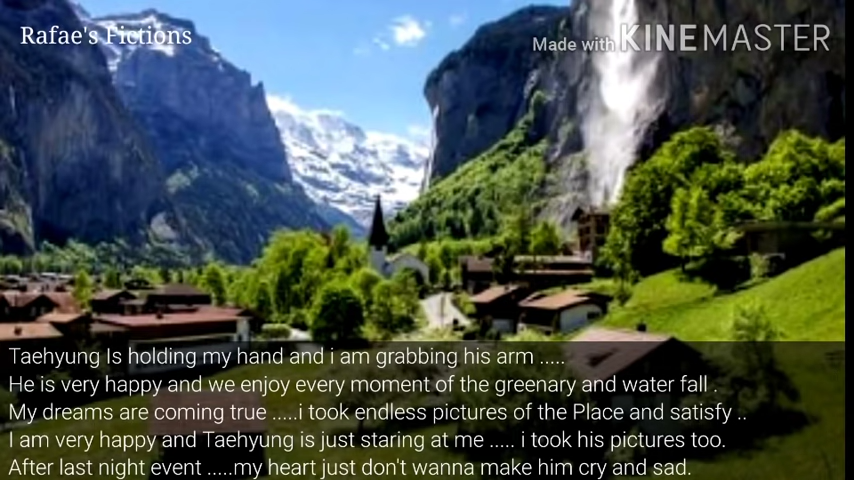 Rafae's Fictions
Made with KINEMASTER
Taehyung Is holding my hand and i am grabbing his arm .....
He is very happy and we enjoy every moment of the greenary and water fall .
My dreams are coming true .....i took endless pictures of the Place and satisfy ..
I am very happy and Taehyung is just staring at me ..... i took his pictures too.
After last night event .....my heart just don't wanna make him cry and sad.